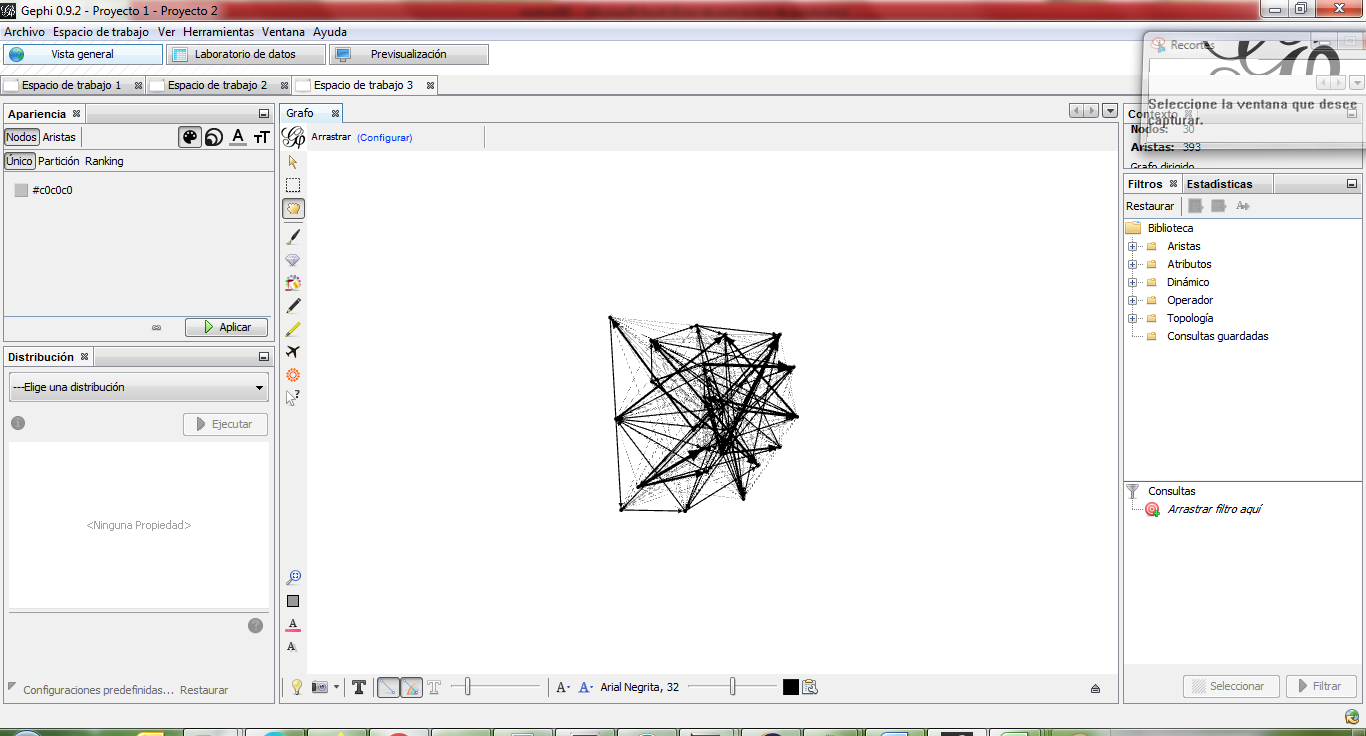 Gephi 0.9.2 - Proyecto 1 - Proyecto 2
Archivo Espacio de trabajo Ver Herramientas Ventana Ayuda
Vista general Laboratorio de datos Previsualización
Recortes
Espacio de trabajo 1 Espacio de trabajo 2 Espacio de trabajo 3
Seleccione la ventana que desee
capturar.
Apariencia
Nodos Aristas
Único Partición Ranking
#c0c0c0
Aplicar
Distribución
---Elige una distribución
Ejecutar
<Ninguna Propiedad>
Configuraciones predefinidas... Restaurar
Grafo
Arrastrar (Configurar)
Arial Negrita, 32
Contexto
Nodos: 30
Aristas: 393
Grafo dirigido
Filtros Estadísticas
Restaurar
Biblioteca
Aristas
Atributos
Dinámico
Operador
Topología
Consultas guardadas
Consultas
Arrastrar filtro aquí
Seleccionar Filtrar